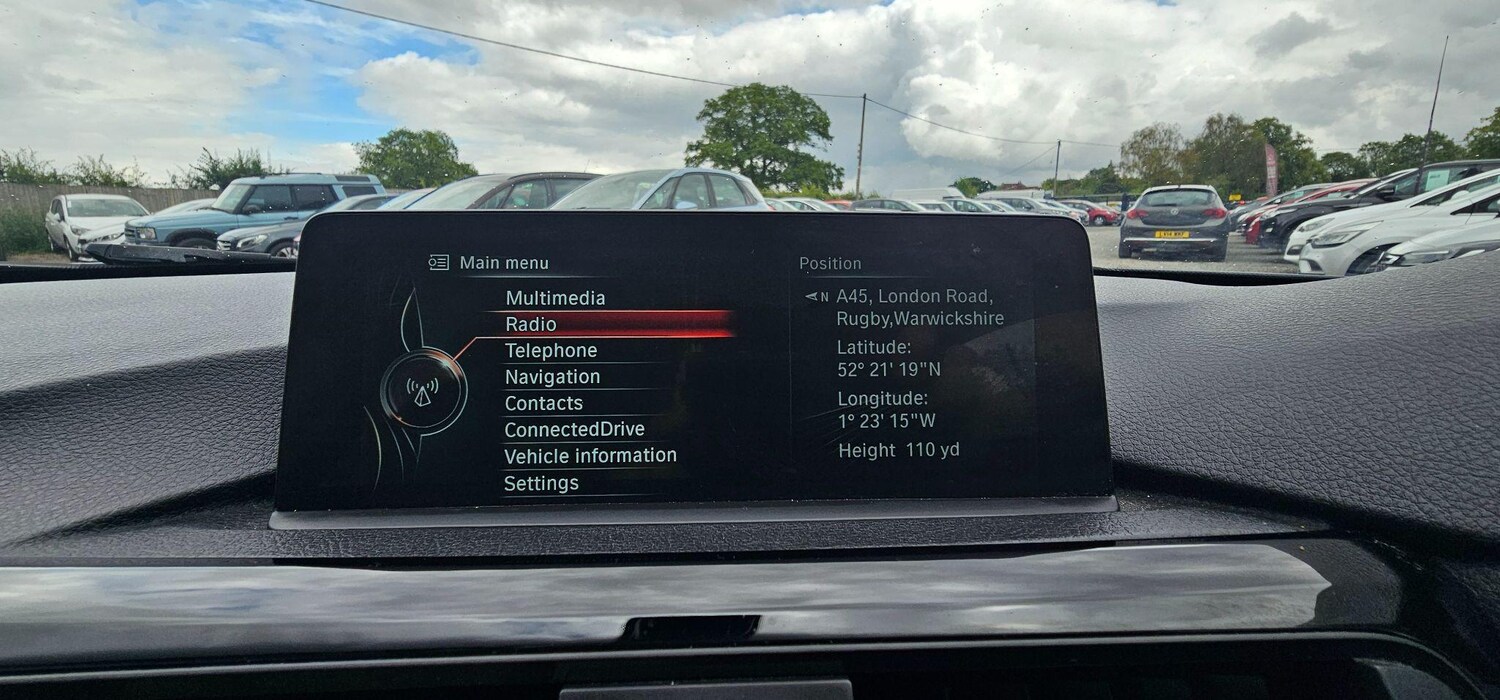 Main menu
Multimedia
Radio
Telephone
Navigation
Contacts
ConnectedDrive
Vehicle information
Settings
Position
N A45, London Road,
Rugby,Warwickshire
Latitude:
52° 21' 19"N
Longitude:
1° 23' 15"W
Height 110 yd